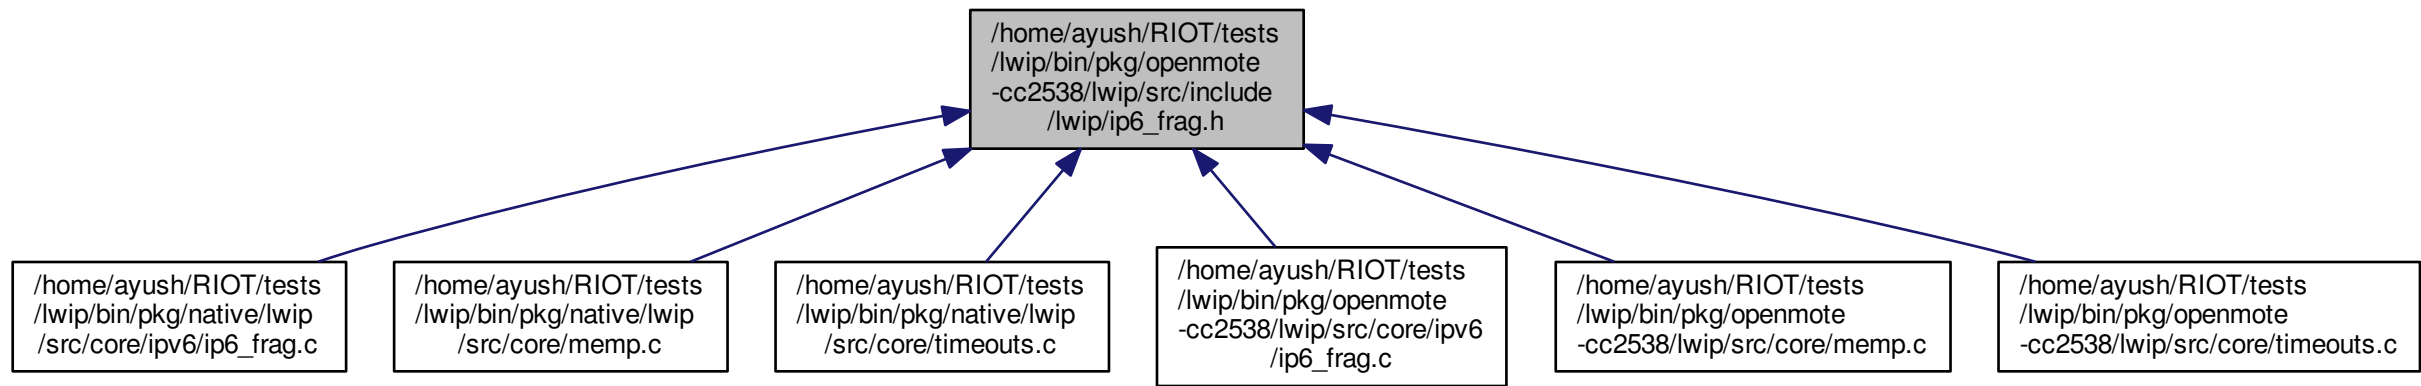 /home/ayush/RIOT/tests
/lwip/bin/pkg/openmote
-cc2538/lwip/src/include
/lwip/ip6_frag.h
/home/ayush/RIOT/tests
/lwip/bin/pkg/native/lwip
/src/core/ipv6/ip6_frag.c
/home/ayush/RIOT/tests
/lwip/bin/pkg/native/lwip
/src/core/memp.c
/home/ayush/RIOT/tests
/lwip/bin/pkg/native/lwip
/src/core/timeouts.c
/home/ayush/RIOT/tests
/lwip/bin/pkg/openmote
-cc2538/lwip/src/core/ipv6
/ip6_frag.c
/home/ayush/RIOT/tests
/lwip/bin/pkg/openmote
-cc2538/lwip/src/core/memp.c
/home/ayush/RIOT/tests
/lwip/bin/pkg/openmote
-cc2538/lwip/src/core/timeouts.c